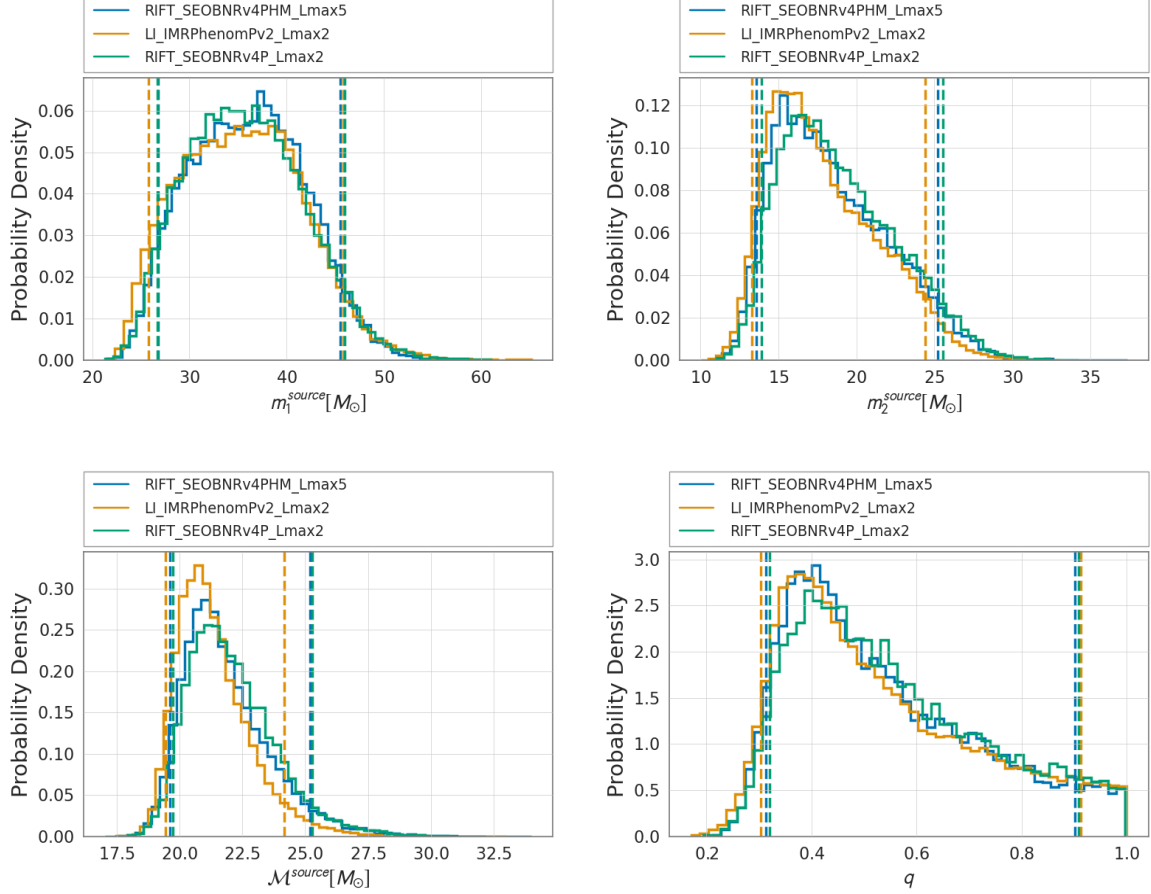 RIFT_SEOBNRv4PHM_Lmax5
LI_IMRPhenomPv2_Lmax2
RIFT_SEOBNRv4P_Lmax2
Probability Density
0.06
0.05
0.04
0.03
0.02
0.01
0.00
20 30 40 50 60
m₁^source[M⊙]
RIFT_SEOBNRv4PHM_Lmax5
LI_IMRPhenomPv2_Lmax2
RIFT_SEOBNRv4P_Lmax2
Probability Density
0.12
0.10
0.08
0.06
0.04
0.02
0.00
10 15 20 25 30 35
m₂^source[M⊙]
RIFT_SEOBNRv4PHM_Lmax5
LI_IMRPhenomPv2_Lmax2
RIFT_SEOBNRv4P_Lmax2
Probability Density
0.30
0.25
0.20
0.15
0.10
0.05
0.00
17.5 20.0 22.5 25.0 27.5 30.0 32.5
ℳ^source[M⊙]
RIFT_SEOBNRv4PHM_Lmax5
LI_IMRPhenomPv2_Lmax2
RIFT_SEOBNRv4P_Lmax2
Probability Density
3.0
2.5
2.0
1.5
1.0
0.5
0.0
0.2 0.4 0.6 0.8 1.0
q